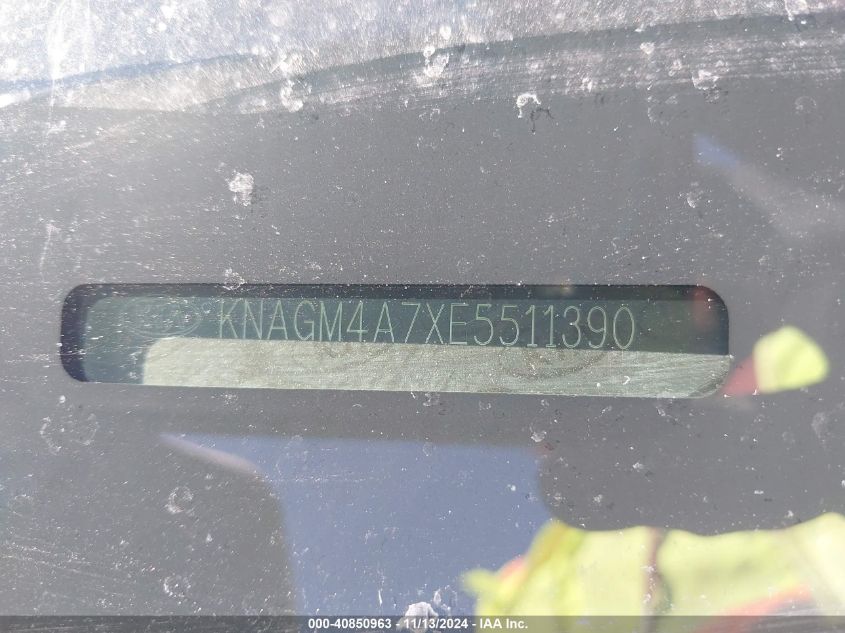 KNAGM4A7XE5511390
000-40850963 - 11/13/2024 - IAA Inc.